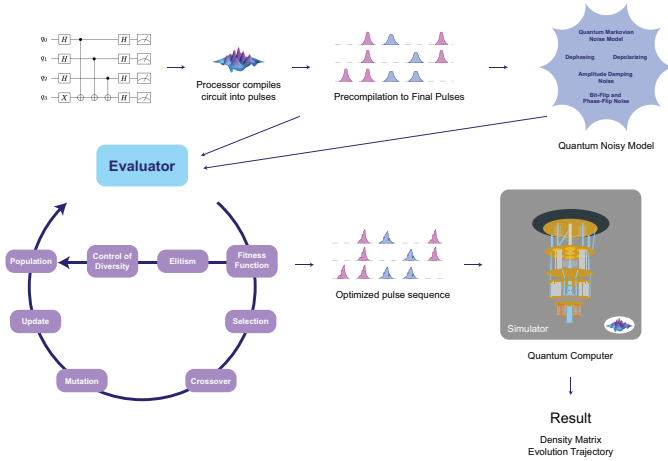 q₀ H H
q₁ H H
q₂ H H
q₃ X H
Processor compiles
circuit into pulses
Precompilation to Final Pulses
Quantum Markovian
Noise Model
Dephasing Depolarizing
Amplitude Damping
Noise
Bit-Flip and
Phase-Flip Noise
Quantum Noisy Model
Evaluator
Population
Control of
Diversity
Elitism
Fitness
Function
Update
Selection
Mutation
Crossover
Optimized pulse sequence
Simulator
Quantum Computer
Result
Density Matrix
Evolution Trajectory